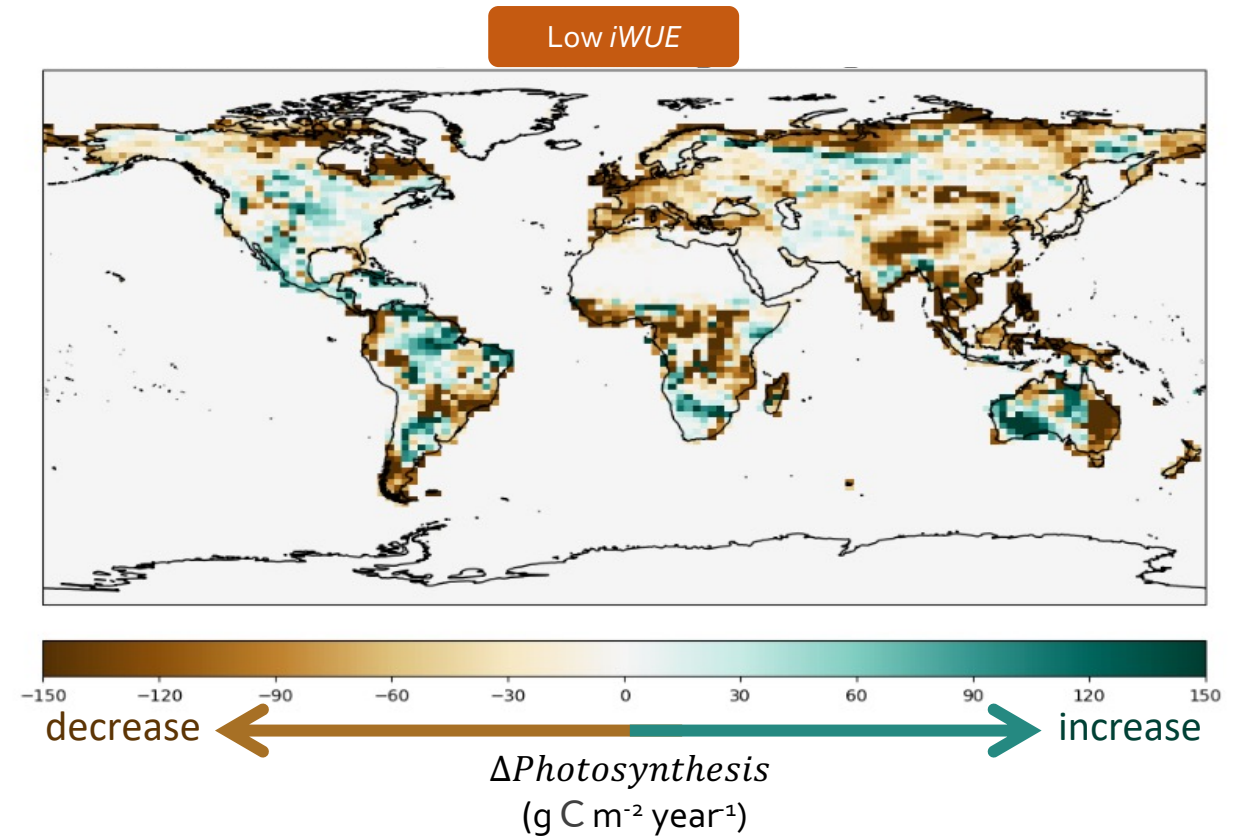 Low iWUE
−150 −120 −90 −60 −30 0 30 60 90 120 150
decrease increase
ΔPhotosynthesis
(g C m⁻² year⁻¹)